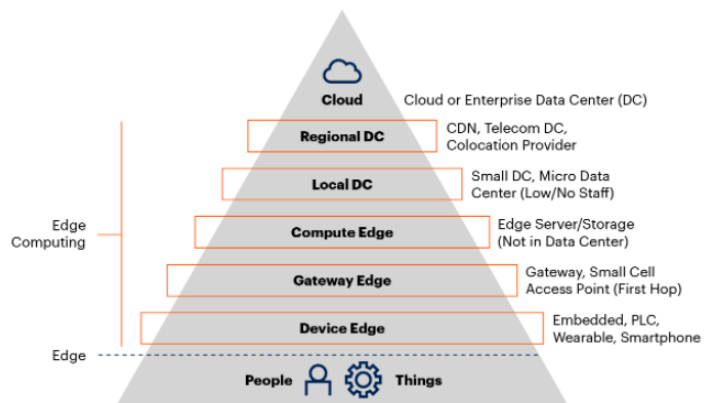 Cloud
Cloud or Enterprise Data Center (DC)
Regional DC
CDN, Telecom DC,
Colocation Provider
Local DC
Small DC, Micro Data
Center (Low/No Staff)
Edge
Computing
Compute Edge
Edge Server/Storage
(Not in Data Center)
Gateway Edge
Gateway, Small Cell
Access Point (First Hop)
Device Edge
Embedded, PLC,
Wearable, Smartphone
Edge
People
Things